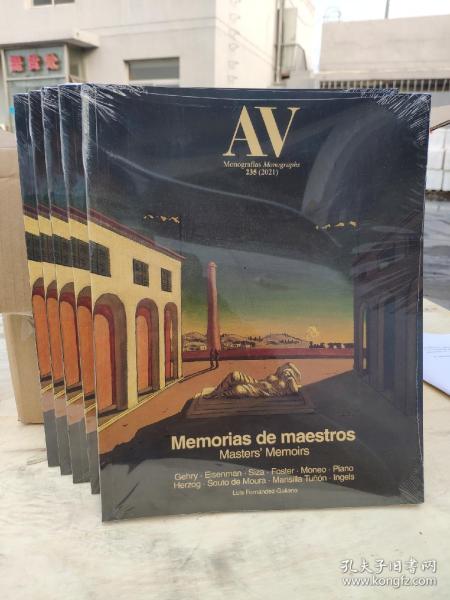 AV
Monografías Monographs
235 (2021)
Memorias de maestros
Masters' Memoirs
Gehry · Eisenman · Siza · Foster · Moneo · Piano
Herzog · Souto de Moura · Mansilla Tuñón · Ingels
Luis Fernández-Galiano
孔夫子旧书网
www.kongfz.com